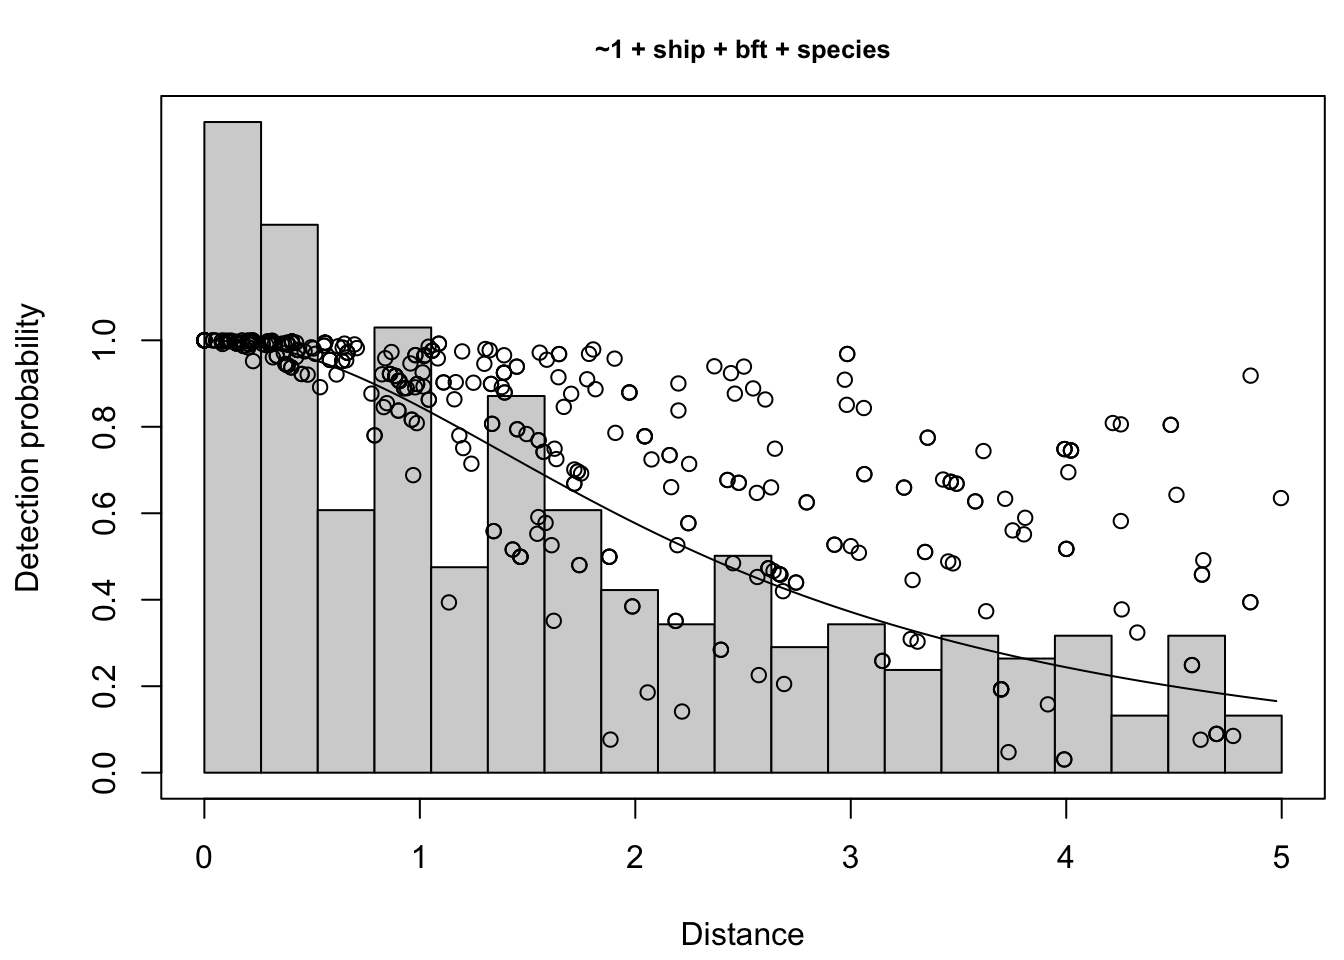 ~1 + ship + bft + species
Detection probability
1.0
0.8
0.6
0.4
0.2
0.0
0 1 2 3 4 5
Distance